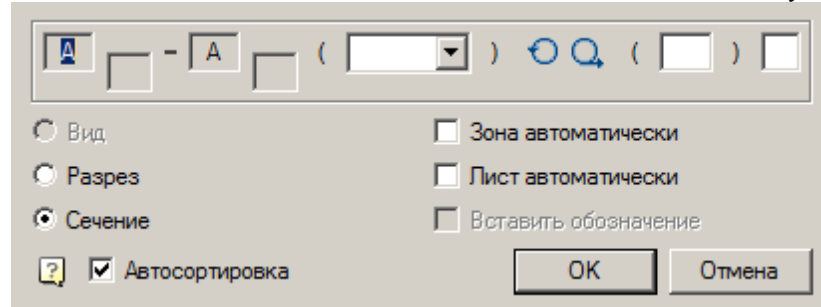 A - A ( ) ( )
Вид
Зона автоматически
Разрез
Лист автоматически
Сечение
Вставить обозначение
? Автосортировка
OK
Отмена